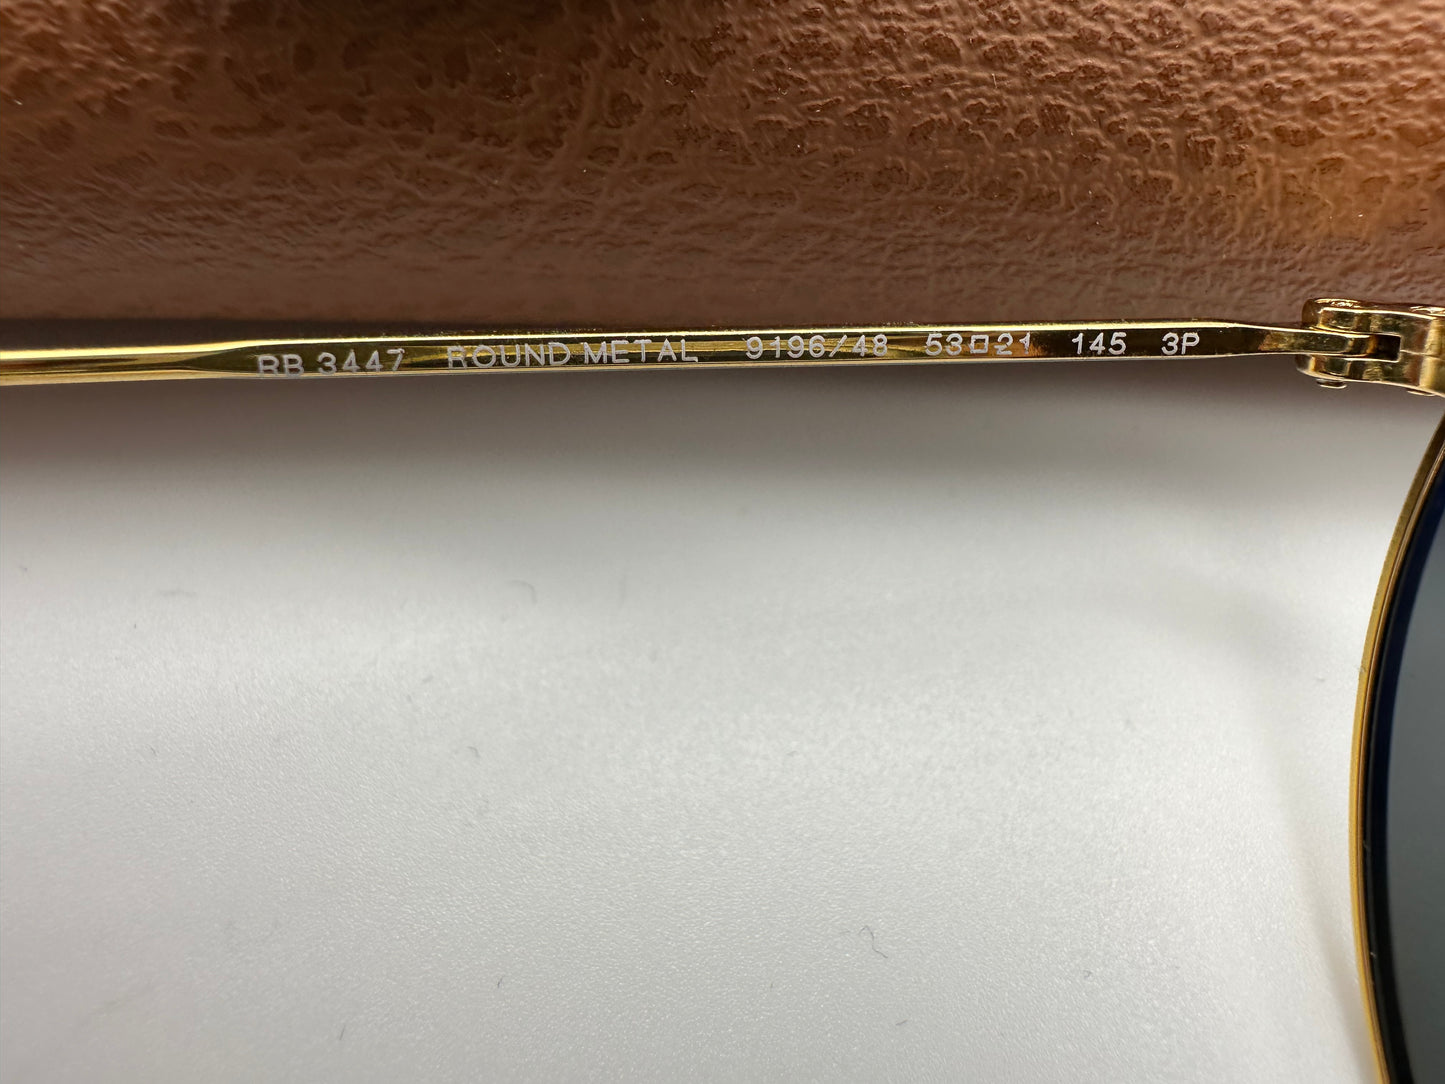 RB 3447 ROUND METAL 9196/48 53□21 145 3P